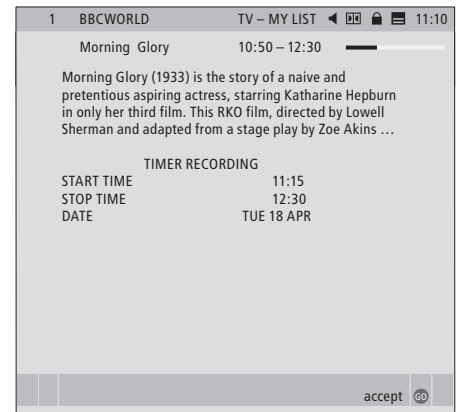 1 BBCWORLD TV – MY LIST 11:10
Morning Glory 10:50 – 12:30
Morning Glory (1933) is the story of a naive and
pretentious aspiring actress, starring Katharine Hepburn
in only her third film. This RKO film, directed by Lowell
Sherman and adapted from a stage play by Zoe Akins ...
TIMER RECORDING
START TIME 11:15
STOP TIME 12:30
DATE TUE 18 APR
accept GO